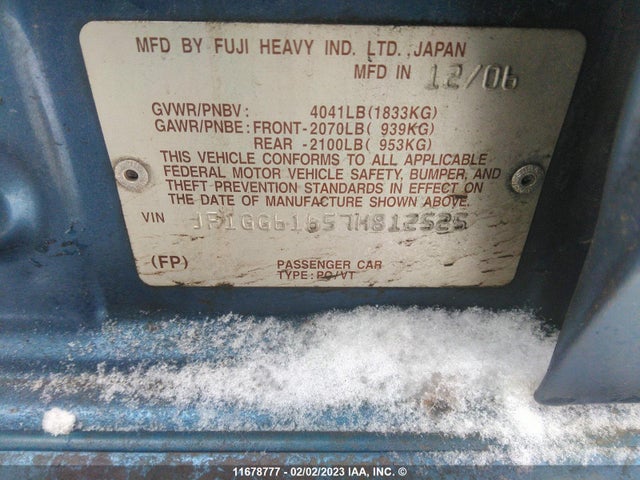 MFD BY FUJI HEAVY IND. LTD., JAPAN
MFD IN 12/06
GVWR/PNBV: 4041LB(1833KG)
GAWR/PNBE: FRONT-2070LB( 939KG)
REAR -2100LB( 953KG)
THIS VEHICLE CONFORMS TO ALL APPLICABLE
FEDERAL MOTOR VEHICLE SAFETY, BUMPER, AND
THEFT PREVENTION STANDARDS IN EFFECT ON
THE DATE OF MANUFACTURE SHOWN ABOVE.
VIN JF1GG61657H812525
(FP) PASSENGER CAR
TYPE:PC/VT
11678777 - 02/02/2023 IAA, INC. ©